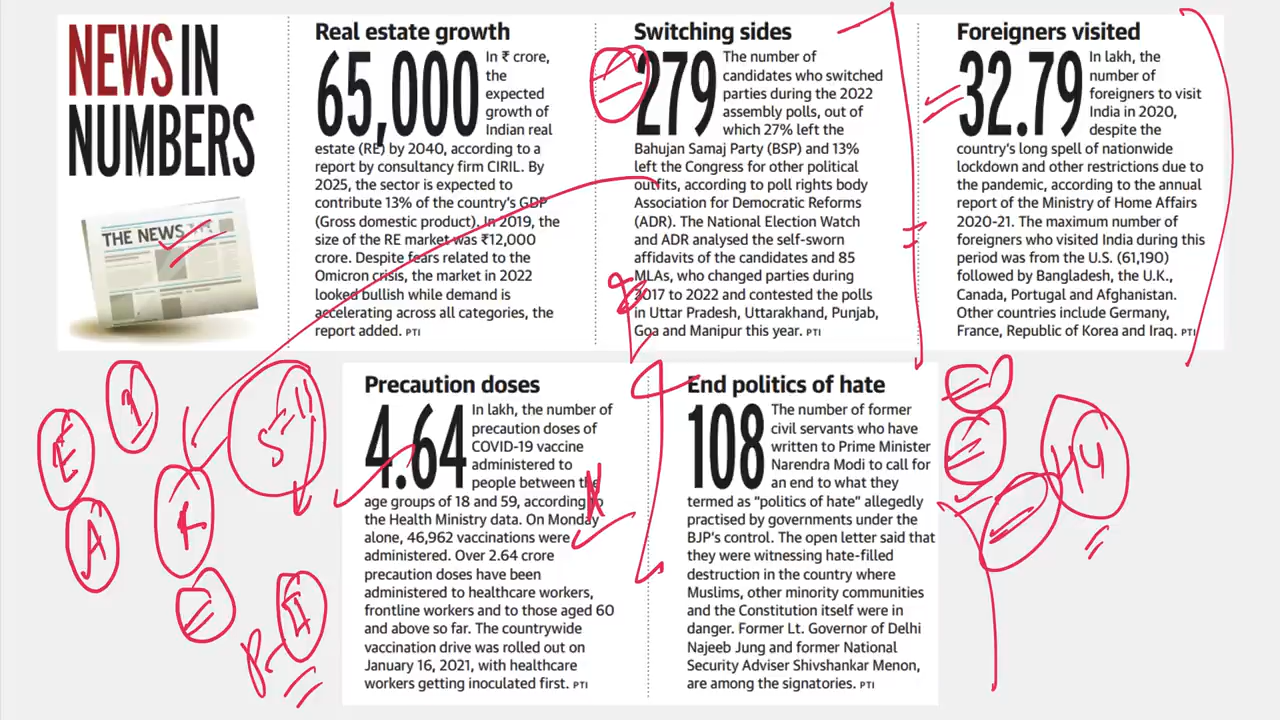 NEWS IN
NUMBERS
THE NEWS
Real estate growth
65,000
In ₹ crore,
the
expected
growth of
Indian real
estate (RE) by 2040, according to a
report by consultancy firm CIRIL. By
2025, the sector is expected to
contribute 13% of the country's GDP
(Gross domestic product). In 2019, the
size of the RE market was ₹12,000
crore. Despite fears related to the
Omicron crisis, the market in 2022
looked bullish while demand is
accelerating across all categories, the
report added. PTI
Switching sides
279
The number of
candidates who switched
parties during the 2022
assembly polls, out of
which 27% left the
Bahujan Samaj Party (BSP) and 13%
left the Congress for other political
outfits, according to poll rights body
Association for Democratic Reforms
(ADR). The National Election Watch
and ADR analysed the self-sworn
affidavits of the candidates and 85
MLAs, who changed parties during
2017 to 2022 and contested the polls
in Uttar Pradesh, Uttarakhand, Punjab,
Goa and Manipur this year. PTI
Foreigners visited
32.79
In lakh, the
number of
foreigners to visit
India in 2020,
despite the
country's long spell of nationwide
lockdown and other restrictions due to
the pandemic, according to the annual
report of the Ministry of Home Affairs
2020-21. The maximum number of
foreigners who visited India during this
period was from the U.S. (61,190)
followed by Bangladesh, the U.K.,
Canada, Portugal and Afghanistan.
Other countries include Germany,
France, Republic of Korea and Iraq. PTI
Precaution doses
4.64
In lakh, the number of
precaution doses of
COVID-19 vaccine
administered to
people between the
age groups of 18 and 59, according to
the Health Ministry data. On Monday
alone, 46,962 vaccinations were
administered. Over 2.64 crore
precaution doses have been
administered to healthcare workers,
frontline workers and to those aged 60
and above so far. The countrywide
vaccination drive was rolled out on
January 16, 2021, with healthcare
workers getting inoculated first. PTI
End politics of hate
108
The number of former
civil servants who have
written to Prime Minister
Narendra Modi to call for
an end to what they
termed as "politics of hate" allegedly
practised by governments under the
BJP's control. The open letter said that
they were witnessing hate-filled
destruction in the country where
Muslims, other minority communities
and the Constitution itself were in
danger. Former Lt. Governor of Delhi
Najeeb Jung and former National
Security Adviser Shivshankar Menon,
are among the signatories. PTI
E
A